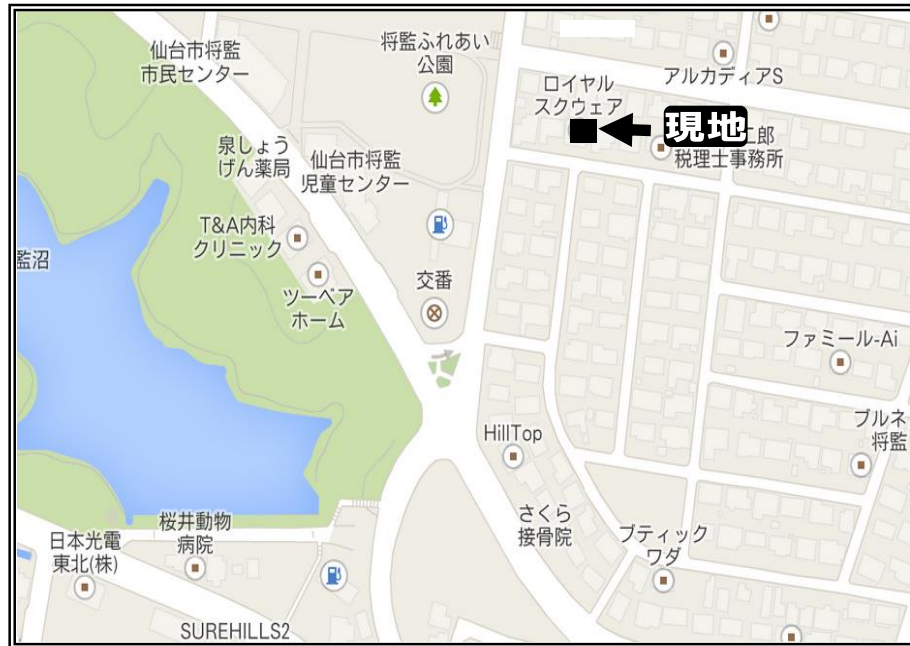 仙台市将監
市民センター
将監ふれあい
公園
アルカディアS
ロイヤル
スクウェア
現地
二郎
税理士事務所
泉しょう
げん薬局
仙台市将監
児童センター
T&A内科
クリニック
監沼
ツーペア
ホーム
交番
ファミール-Ai
HillTop
ブルネ
将監
さくら
接骨院
ブティック
ワダ
桜井動物
病院
日本光電
東北(株)
SUREHILLS2